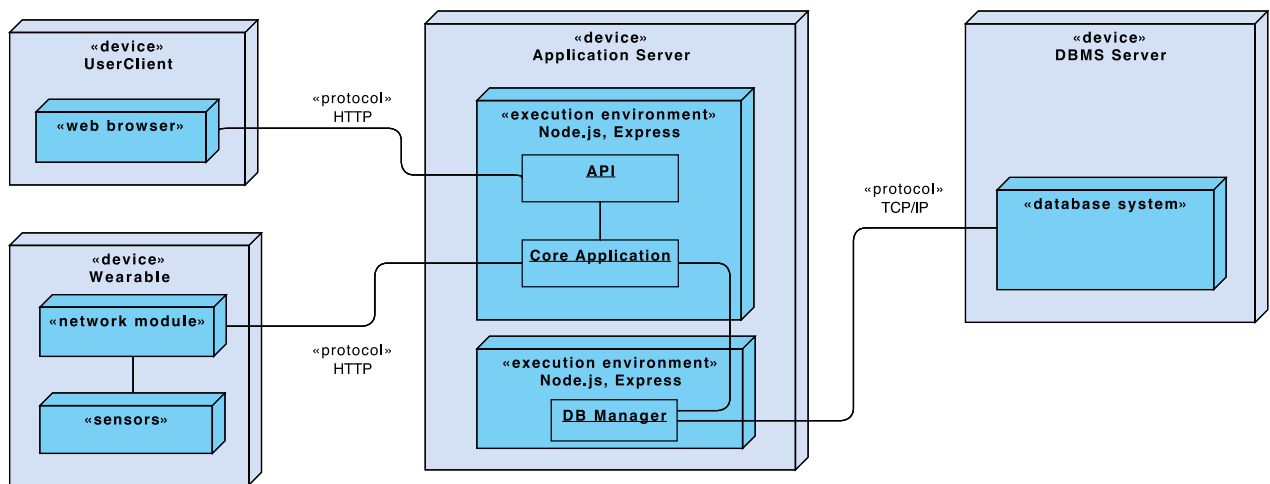 «device»
UserClient
«web browser»
«protocol»
HTTP
«device»
Wearable
«network module»
«sensors»
«protocol»
HTTP
«device»
Application Server
«execution environment»
Node.js, Express
API
Core Application
«execution environment»
Node.js, Express
DB Manager
«protocol»
TCP/IP
«device»
DBMS Server
«database system»